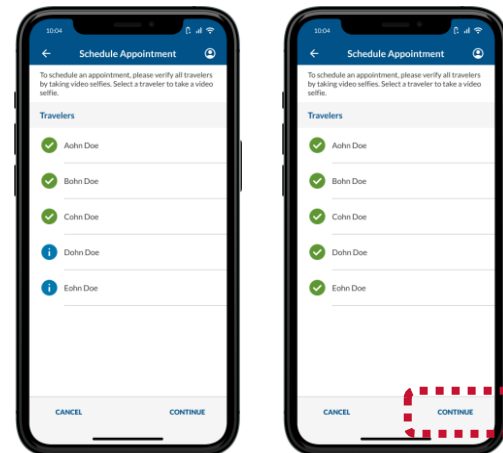 10:04
Schedule Appointment
To schedule an appointment, please verify all travelers
by taking video selfies. Select a traveler to take a video
selfie.
Travelers
Aohn Doe
Bohn Doe
Cohn Doe
Dohn Doe
Eohn Doe
CANCEL CONTINUE
10:04
Schedule Appointment
To schedule an appointment, please verify all travelers
by taking video selfies. Select a traveler to take a video
selfie.
Travelers
Aohn Doe
Bohn Doe
Cohn Doe
Dohn Doe
Eohn Doe
CANCEL CONTINUE